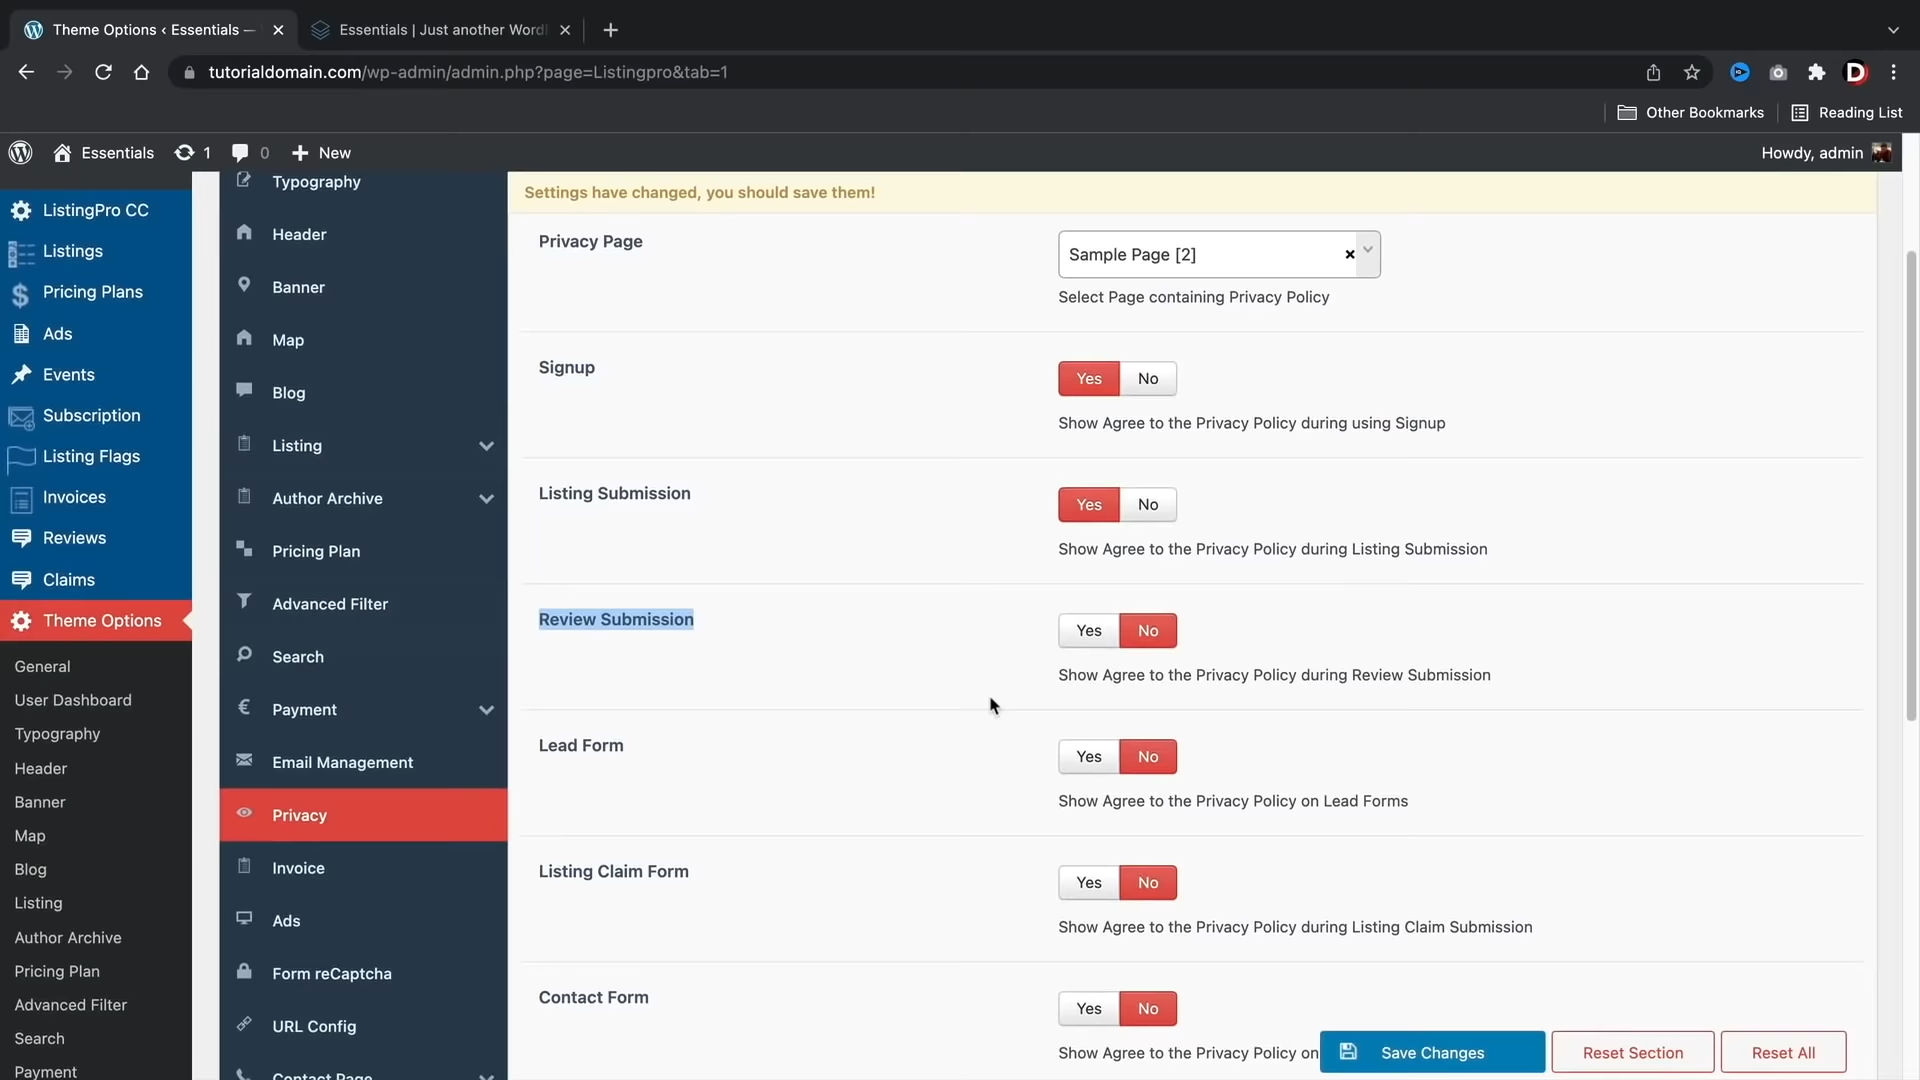 Theme Options ‹ Essentials —
Essentials | Just another Word
tutorialdomain.com/wp-admin/admin.php?page=Listingpro&tab=1
Other Bookmarks
Reading List
Essentials
1
0
New
Howdy, admin
ListingPro CC
Listings
Pricing Plans
Ads
Events
Subscription
Listing Flags
Invoices
Reviews
Claims
Theme Options
General
User Dashboard
Typography
Header
Banner
Map
Blog
Listing
Author Archive
Pricing Plan
Advanced Filter
Search
Payment
Typography
Header
Banner
Map
Blog
Listing
Author Archive
Pricing Plan
Advanced Filter
Search
Payment
Email Management
Privacy
Invoice
Ads
Form reCaptcha
URL Config
Contact Page
Settings have changed, you should save them!
Privacy Page
Sample Page [2]
Select Page containing Privacy Policy
Signup
Yes No
Show Agree to the Privacy Policy during using Signup
Listing Submission
Yes No
Show Agree to the Privacy Policy during Listing Submission
Review Submission
Yes No
Show Agree to the Privacy Policy during Review Submission
Lead Form
Yes No
Show Agree to the Privacy Policy on Lead Forms
Listing Claim Form
Yes No
Show Agree to the Privacy Policy during Listing Claim Submission
Contact Form
Yes No
Show Agree to the Privacy Policy on
Save Changes
Reset Section
Reset All